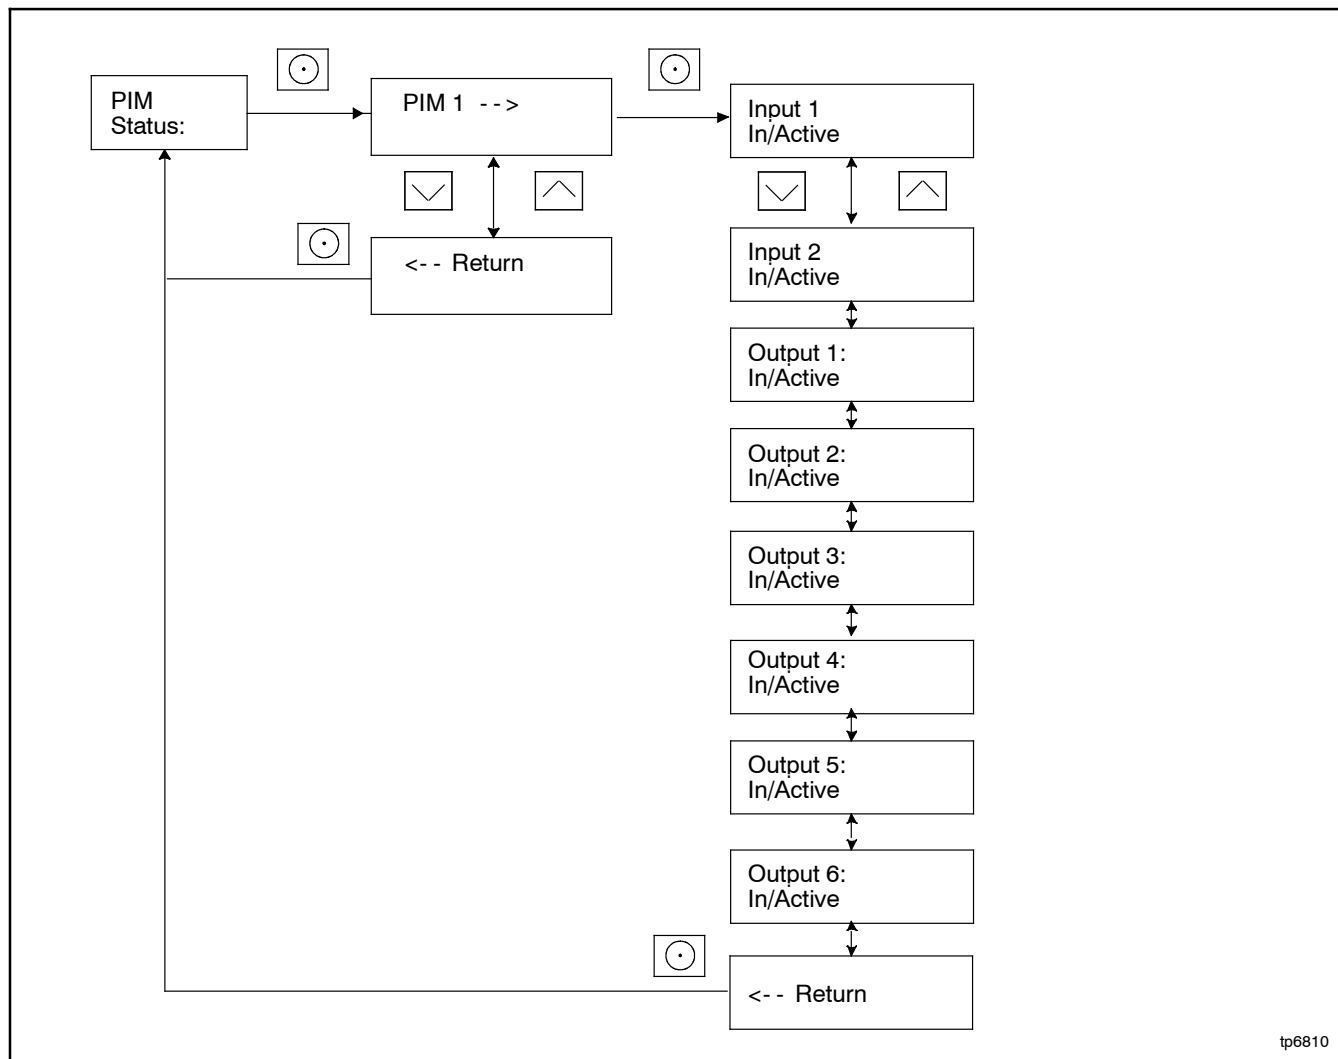 PIM
Status:
PIM 1 - - >
<- - Return
Input 1
In/Active
Input 2
In/Active
Output 1:
In/Active
Output 2:
In/Active
Output 3:
In/Active
Output 4:
In/Active
Output 5:
In/Active
Output 6:
In/Active
<- - Return
tp6810